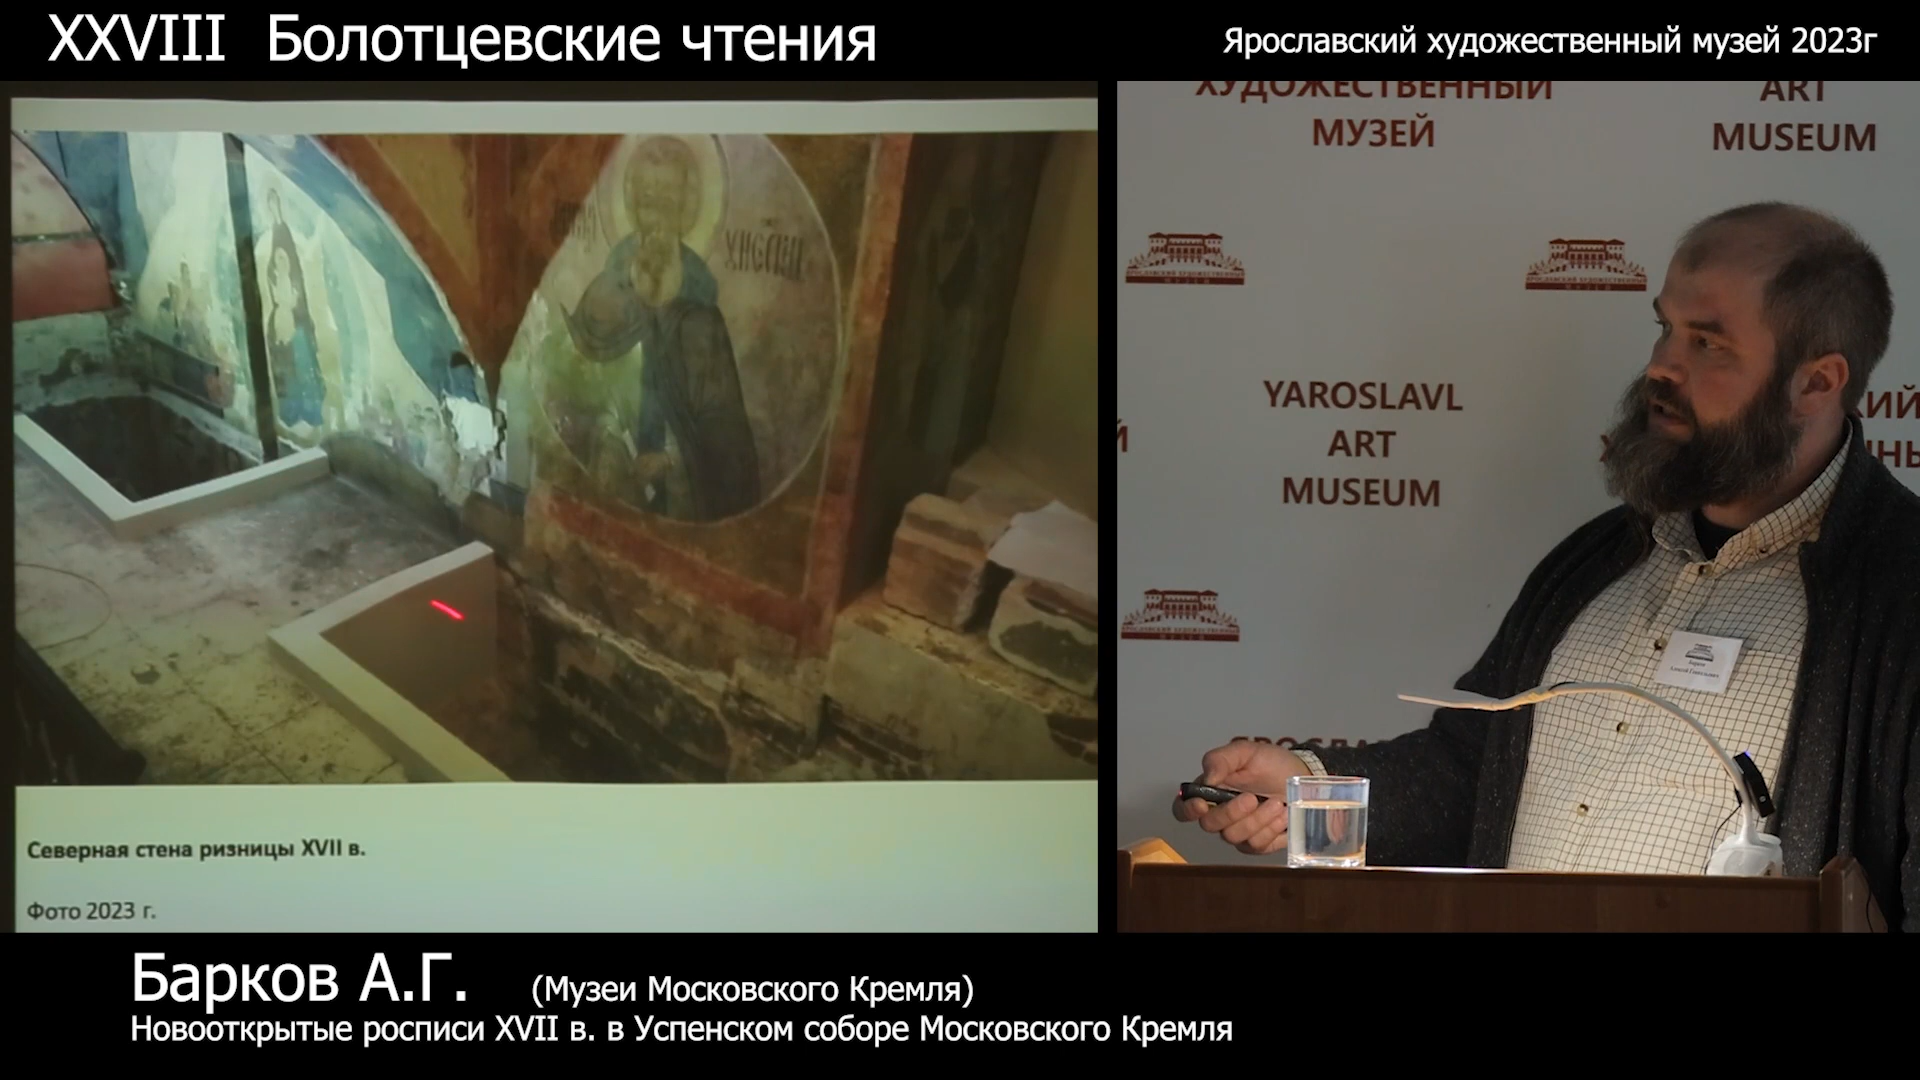 XXVIII Болотцевские чтения
Ярославский художественный музей 2023г
ХУДОЖЕСТВЕННЫЙ
МУЗЕЙ
ART
MUSEUM
YAROSLAVL
ART
MUSEUM
Северная стена ризницы XVII в.
Фото 2023 г.
Барков А.Г. (Музеи Московского Кремля)
Новооткрытые росписи XVII в. в Успенском соборе Московского Кремля